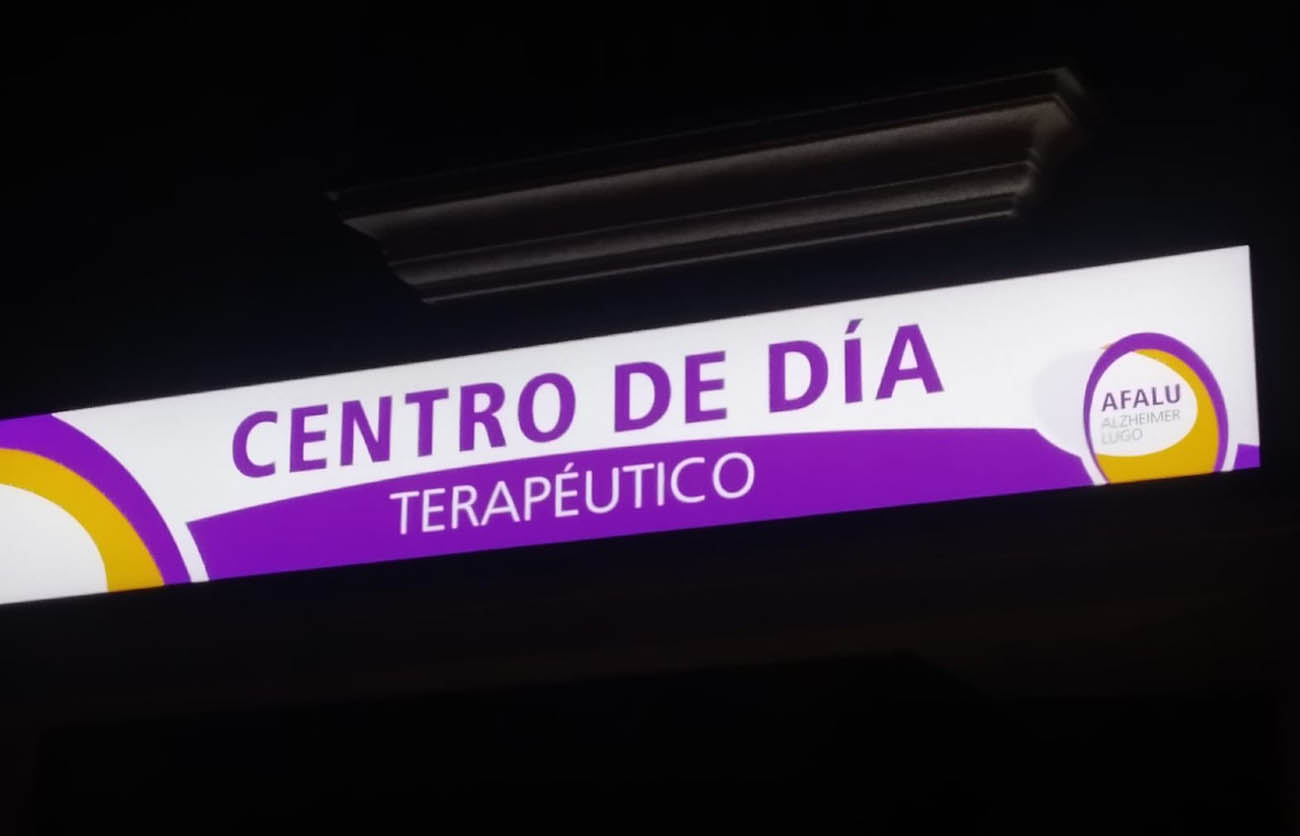 CENTRO DE DÍA
TERAPÉUTICO
AFALU
ALZHEIMER
LUGO